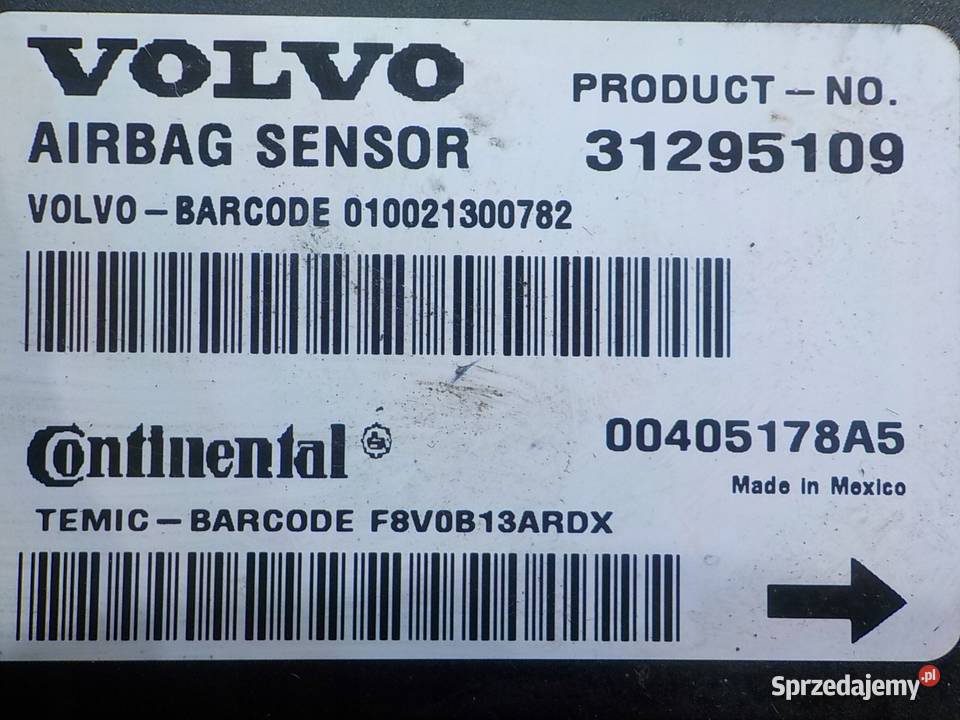 VOLVO
PRODUCT – NO.
AIRBAG SENSOR
31295109
VOLVO – BARCODE 010021300782
Continental
00405178A5
Made in Mexico
TEMIC – BARCODE F8V0B13ARDX
Sprzedajemy.pl